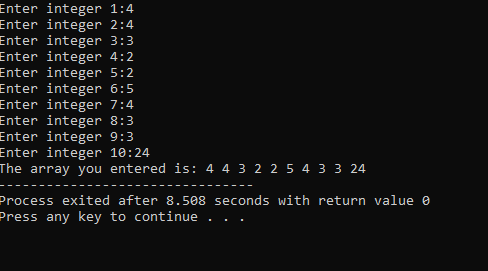 Enter integer 1:4
Enter integer 2:4
Enter integer 3:3
Enter integer 4:2
Enter integer 5:2
Enter integer 6:5
Enter integer 7:4
Enter integer 8:3
Enter integer 9:3
Enter integer 10:24
The array you entered is: 4 4 3 2 2 5 4 3 3 24
--------------------------------
Process exited after 8.508 seconds with return value 0
Press any key to continue . . .